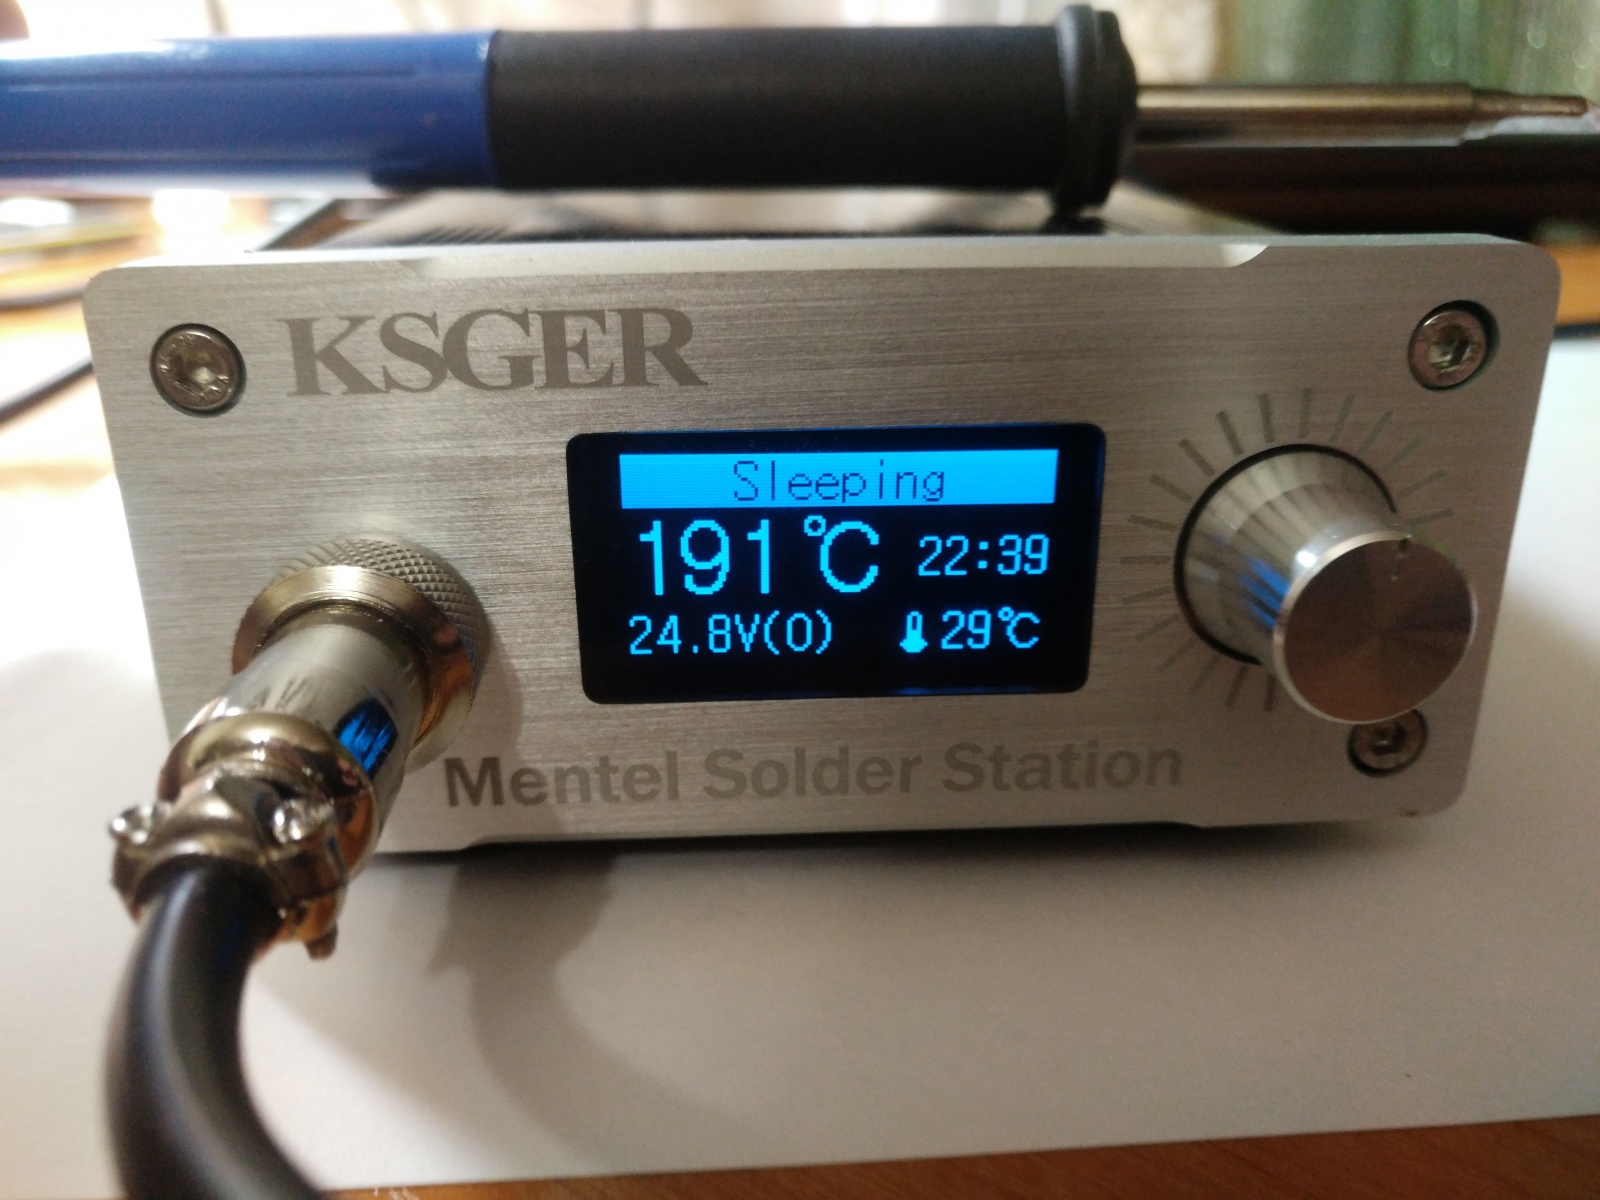 KSGER
Sleeping
191°C 22:39
24.8V(0) 29°C
Mentel Solder Station